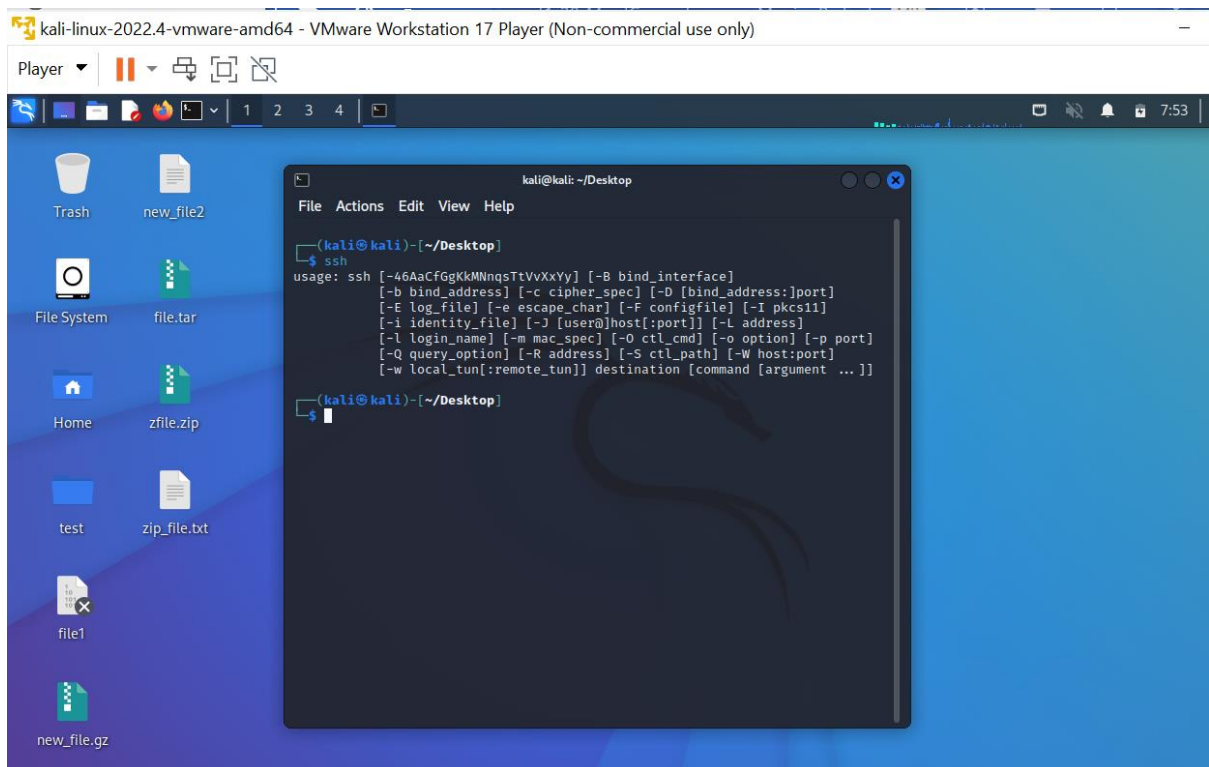 kali-linux-2022.4-vmware-amd64 - VMware Workstation 17 Player (Non-commercial use only)
Player
1 2 3 4
7:53
Trash
new_file2
File System
file.tar
Home
zfile.zip
test
zip_file.txt
file1
new_file.gz
kali@kali: ~/Desktop
File Actions Edit View Help
┌──(kali㉿kali)-[~/Desktop]
└─$ ssh
usage: ssh [-46AaCfGgKkMNnqsTtVvXxYy] [-B bind_interface]
           [-b bind_address] [-c cipher_spec] [-D [bind_address:]port]
           [-E log_file] [-e escape_char] [-F configfile] [-I pkcs11]
           [-i identity_file] [-J [user@]host[:port]] [-L address]
           [-l login_name] [-m mac_spec] [-O ctl_cmd] [-o option] [-p port]
           [-Q query_option] [-R address] [-S ctl_path] [-W host:port]
           [-w local_tun[:remote_tun]] destination [command [argument ...]]
┌──(kali㉿kali)-[~/Desktop]
└─$